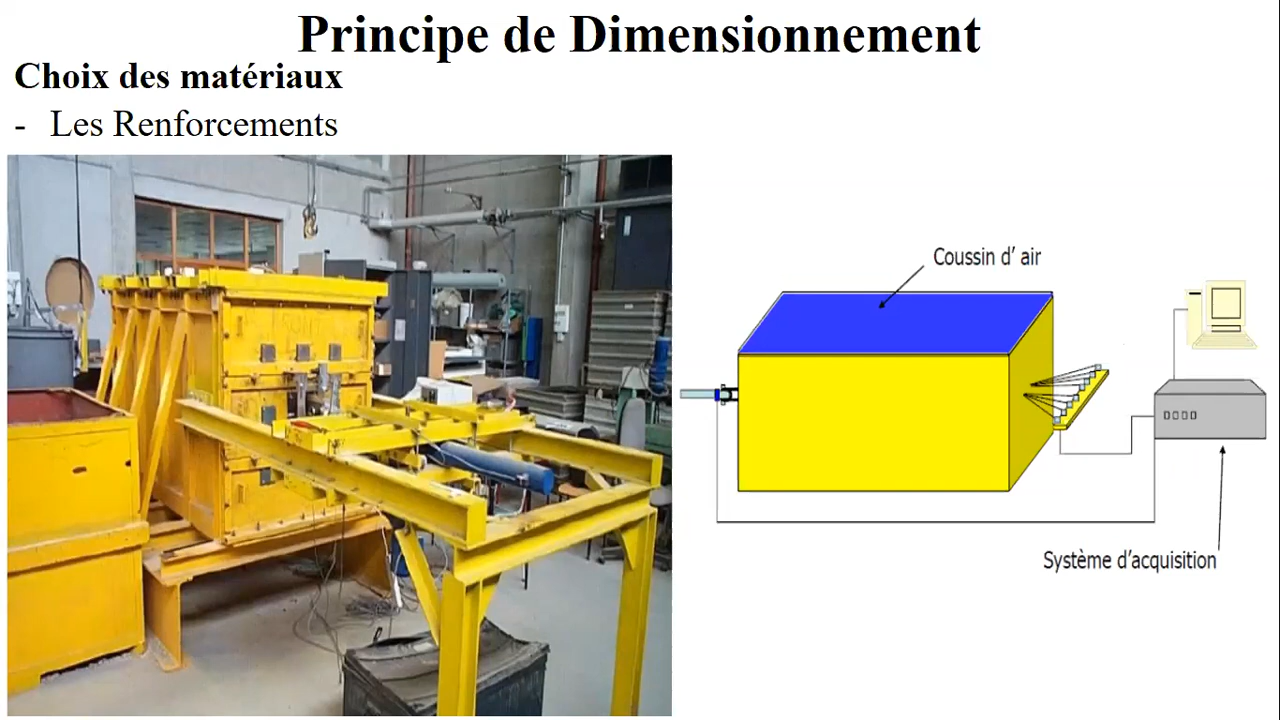 Principe de Dimensionnement
Choix des matériaux
- Les Renforcements
Coussin d' air
Système d'acquisition